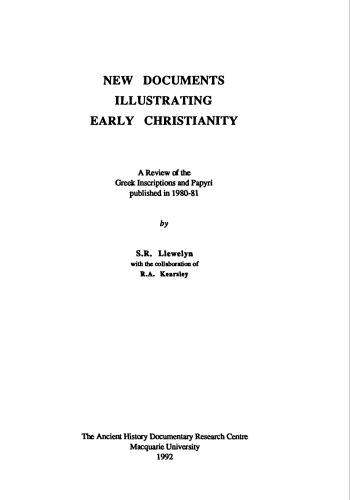 NEW DOCUMENTS
ILLUSTRATING
EARLY CHRISTIANITY
A Review of the
Greek Inscriptions and Papyri
published in 1980-81
by
S.R. Llewelyn
with the collaboration of
R.A. Kearsley
The Ancient History Documentary Research Centre
Macquarie University
1992